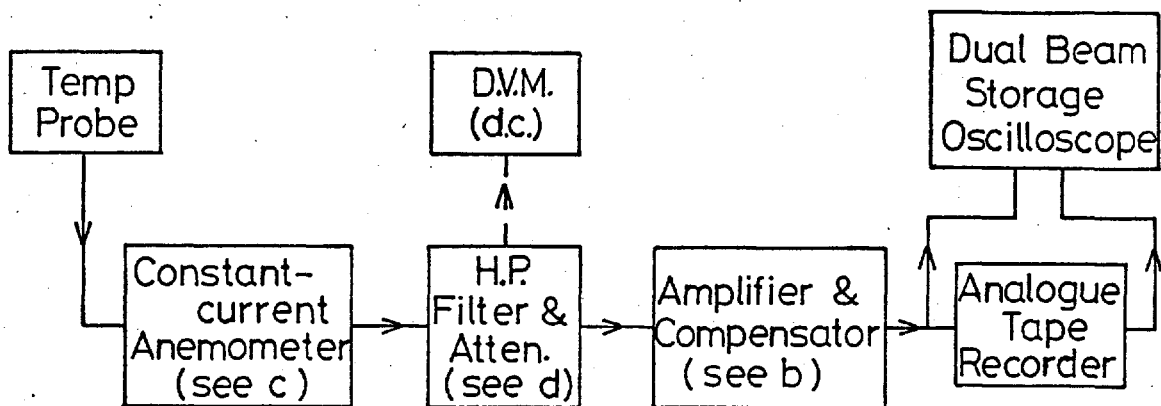 Temp
Probe
D.V.M.
(d.c.)
Dual Beam
Storage
Oscilloscope
Constant-
current
Anemometer
(see c)
H.P.
Filter &
Atten.
(see d)
Amplifier &
Compensator
(see b)
Analogue
Tape
Recorder